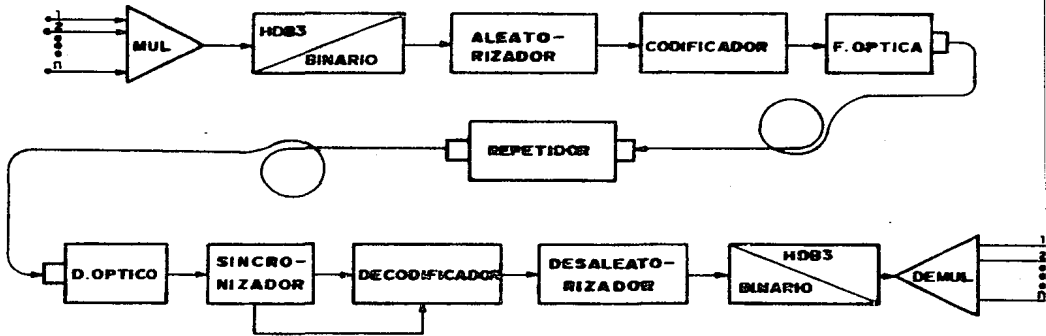 1
2
n
MUL
HDB3
BINARIO
ALEATO-
RIZADOR
CODIFICADOR
F. OPTICA
REPETIDOR
D. OPTICO
SINCRO-
NIZADOR
DECODIFICADOR
DESALEATO-
RIZADOR
HDB3
BINARIO
DEMUL
1
2
n